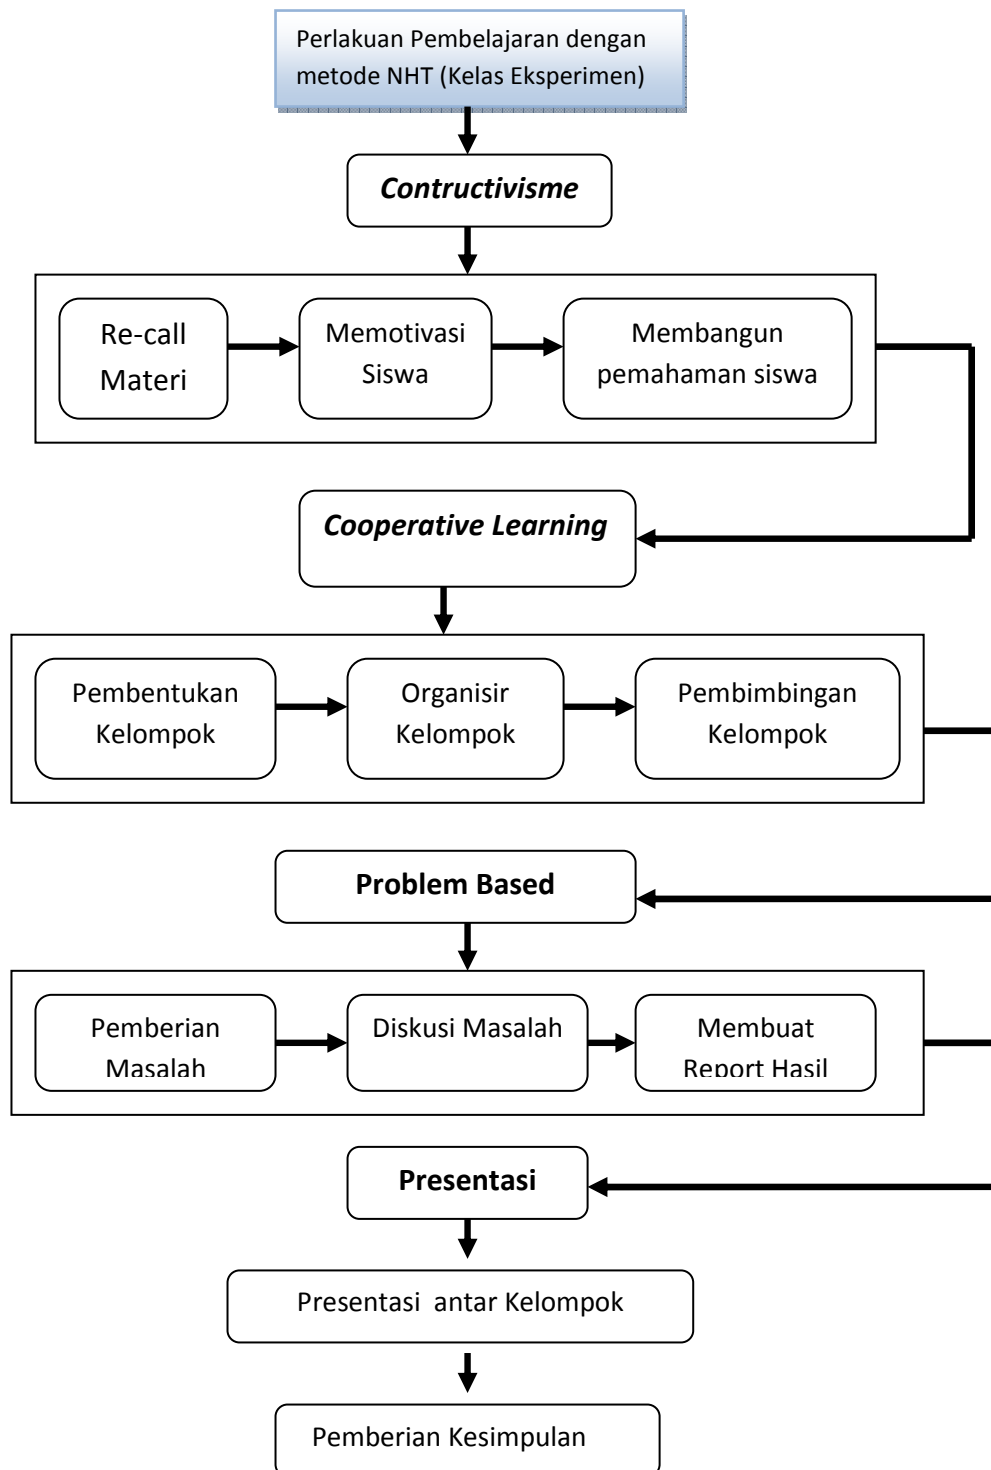 Perlakuan Pembelajaran dengan
metode NHT (Kelas Eksperimen)
Contructivisme
Re-call
Materi
Memotivasi
Siswa
Membangun
pemahaman siswa
Cooperative Learning
Pembentukan
Kelompok
Organisir
Kelompok
Pembimbingan
Kelompok
Problem Based
Pemberian
Masalah
Diskusi Masalah
Membuat
Report Hasil
Presentasi
Presentasi antar Kelompok
Pemberian Kesimpulan